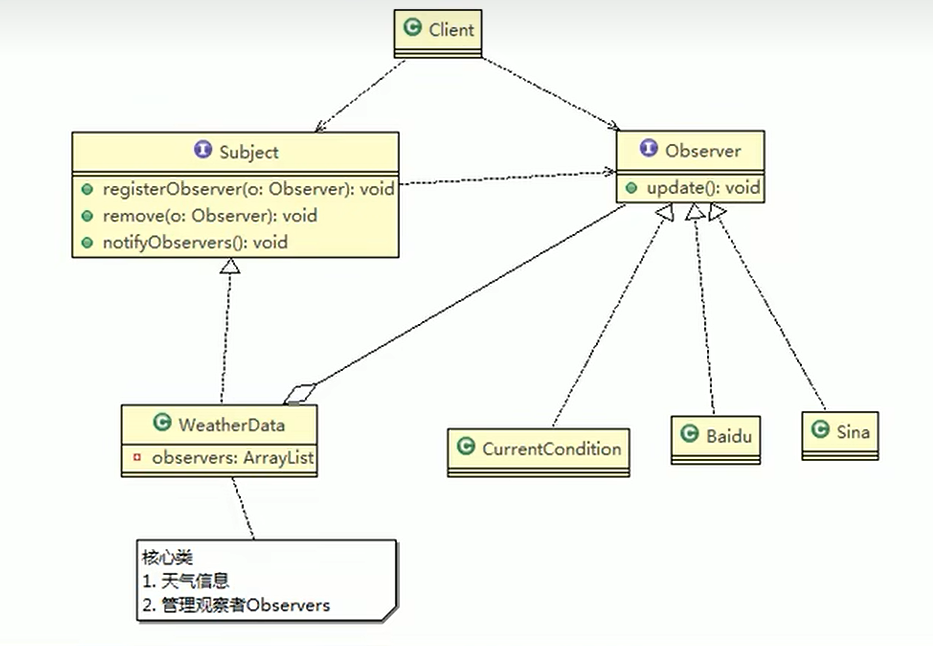 Client
Subject
registerObserver(o: Observer): void
remove(o: Observer): void
notifyObservers(): void
Observer
update(): void
WeatherData
observers: ArrayList
CurrentCondition
Baidu
Sina
核心类
1. 天气信息
2. 管理观察者Observers